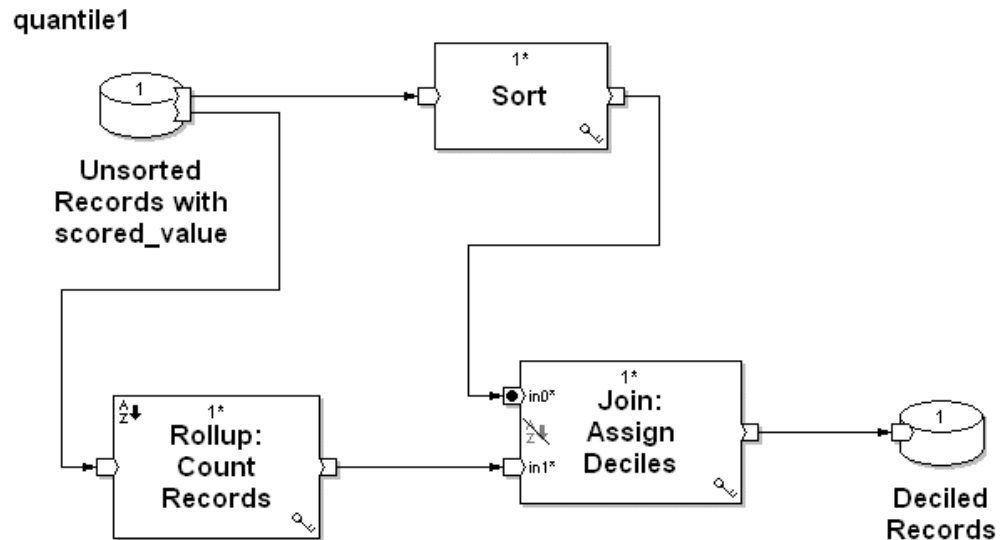 quantile1
1
Unsorted
Records with
scored_value
1*
Sort
A
Z
1*
Rollup:
Count
Records
1*
in0*
Join:
Assign
Deciles
A
Z
in1*
1
Deciled
Records